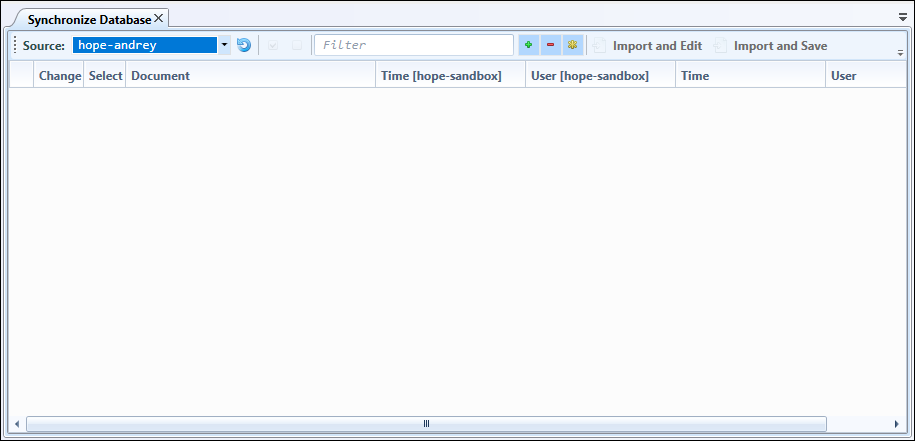 Synchronize Database
Source: hope-andrey Filter Import and Edit Import and Save
Change Select Document Time [hope-sandbox] User [hope-sandbox] Time User